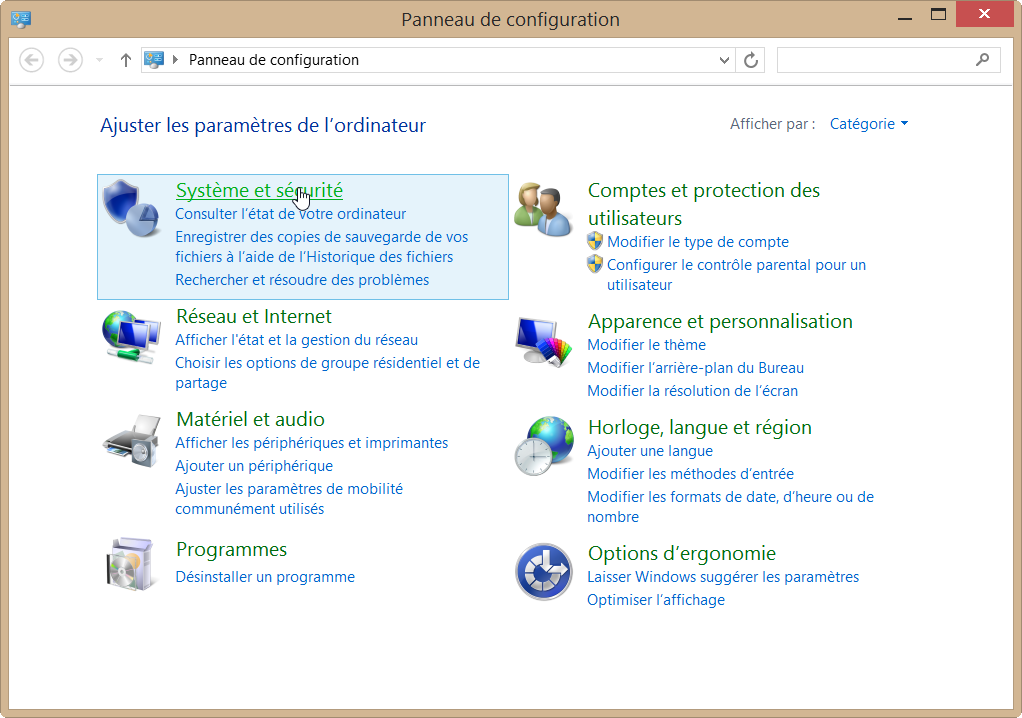 Panneau de configuration
Panneau de configuration
Ajuster les paramètres de l’ordinateur
Afficher par :
Catégorie
Système et sécurité
Consulter l’état de votre ordinateur
Enregistrer des copies de sauvegarde de vos
fichiers à l’aide de l’Historique des fichiers
Rechercher et résoudre des problèmes
Réseau et Internet
Afficher l’état et la gestion du réseau
Choisir les options de groupe résidentiel et de
partage
Matériel et audio
Afficher les périphériques et imprimantes
Ajouter un périphérique
Ajuster les paramètres de mobilité
communément utilisés
Programmes
Désinstaller un programme
Comptes et protection des
utilisateurs
Modifier le type de compte
Configurer le contrôle parental pour un
utilisateur
Apparence et personnalisation
Modifier le thème
Modifier l’arrière-plan du Bureau
Modifier la résolution de l’écran
Horloge, langue et région
Ajouter une langue
Modifier les méthodes d’entrée
Modifier les formats de date, d’heure ou de
nombre
Options d’ergonomie
Laisser Windows suggérer les paramètres
Optimiser l’affichage